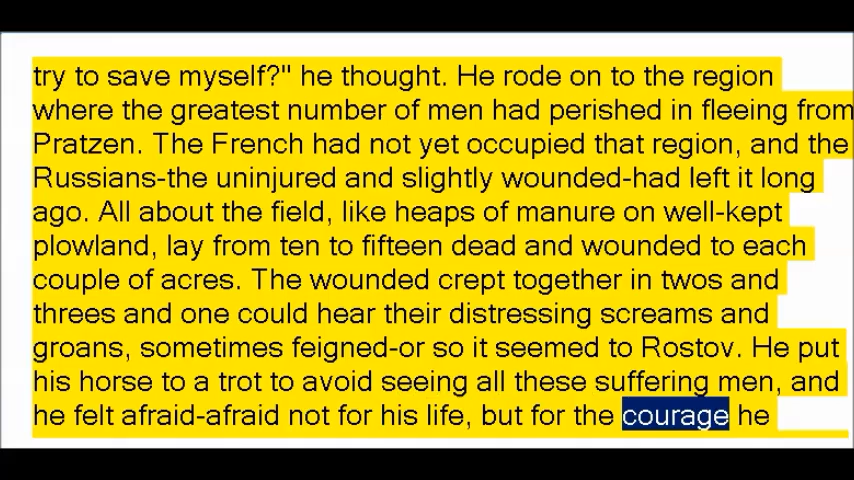 try to save myself?" he thought. He rode on to the region
where the greatest number of men had perished in fleeing from
Pratzen. The French had not yet occupied that region, and the
Russians-the uninjured and slightly wounded-had left it long
ago. All about the field, like heaps of manure on well-kept
plowland, lay from ten to fifteen dead and wounded to each
couple of acres. The wounded crept together in twos and
threes and one could hear their distressing screams and
groans, sometimes feigned-or so it seemed to Rostov. He put
his horse to a trot to avoid seeing all these suffering men, and
he felt afraid-afraid not for his life, but for the courage he